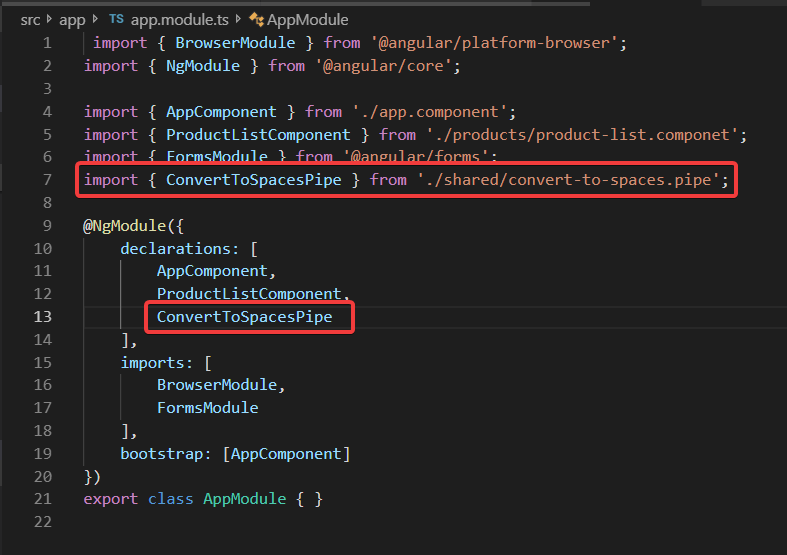 src app TS app.module.ts AppModule
1 import { BrowserModule } from '@angular/platform-browser';
2 import { NgModule } from '@angular/core';
3
4 import { AppComponent } from './app.component';
5 import { ProductListComponent } from './products/product-list.componet';
6 import { FormsModule } from '@angular/forms';
7 import { ConvertToSpacesPipe } from './shared/convert-to-spaces.pipe';
8
9 @NgModule({
10 declarations: [
11 AppComponent,
12 ProductListComponent,
13 ConvertToSpacesPipe
14 ],
15 imports: [
16 BrowserModule,
17 FormsModule
18 ],
19 bootstrap: [AppComponent]
20 })
21 export class AppModule { }
22